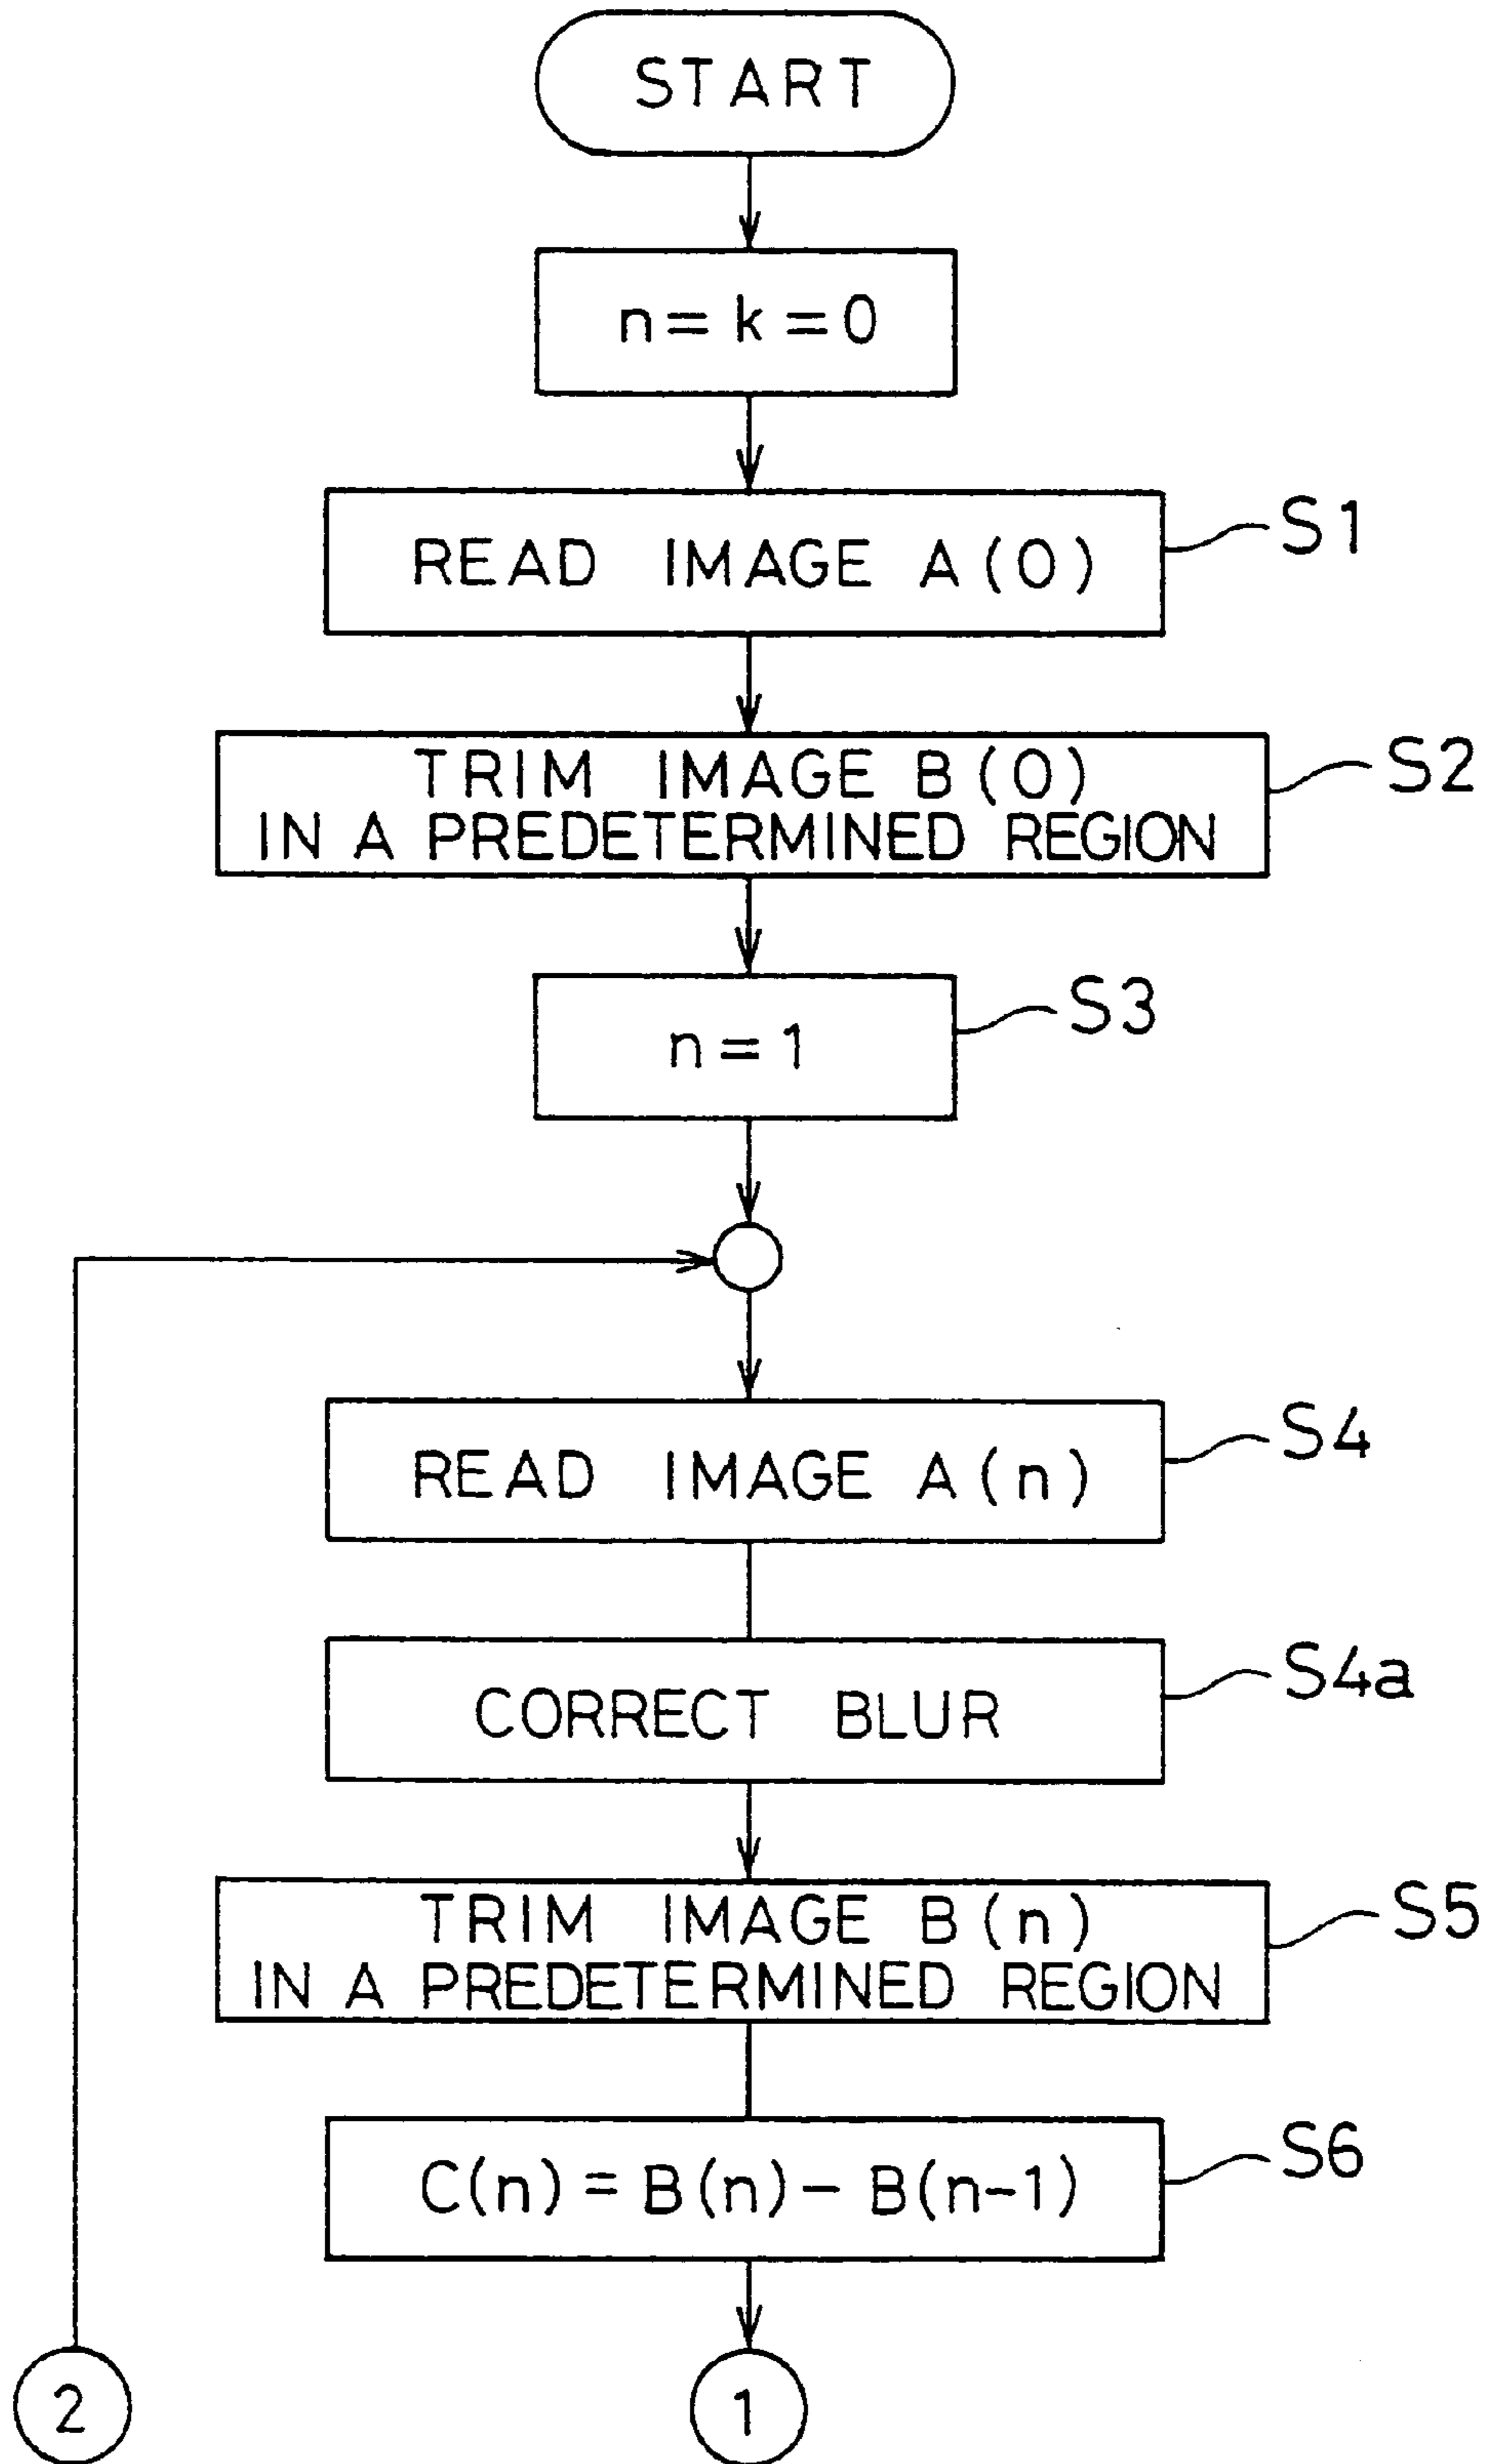 START
n=k=0
READ IMAGE A(0)
S1
TRIM IMAGE B(0)
IN A PREDETERMINED REGION
S2
n=1
S3
READ IMAGE A(n)
S4
CORRECT BLUR
S4a
TRIM IMAGE B(n)
IN A PREDETERMINED REGION
S5
C(n)=B(n)-B(n-1)
S6
2
1